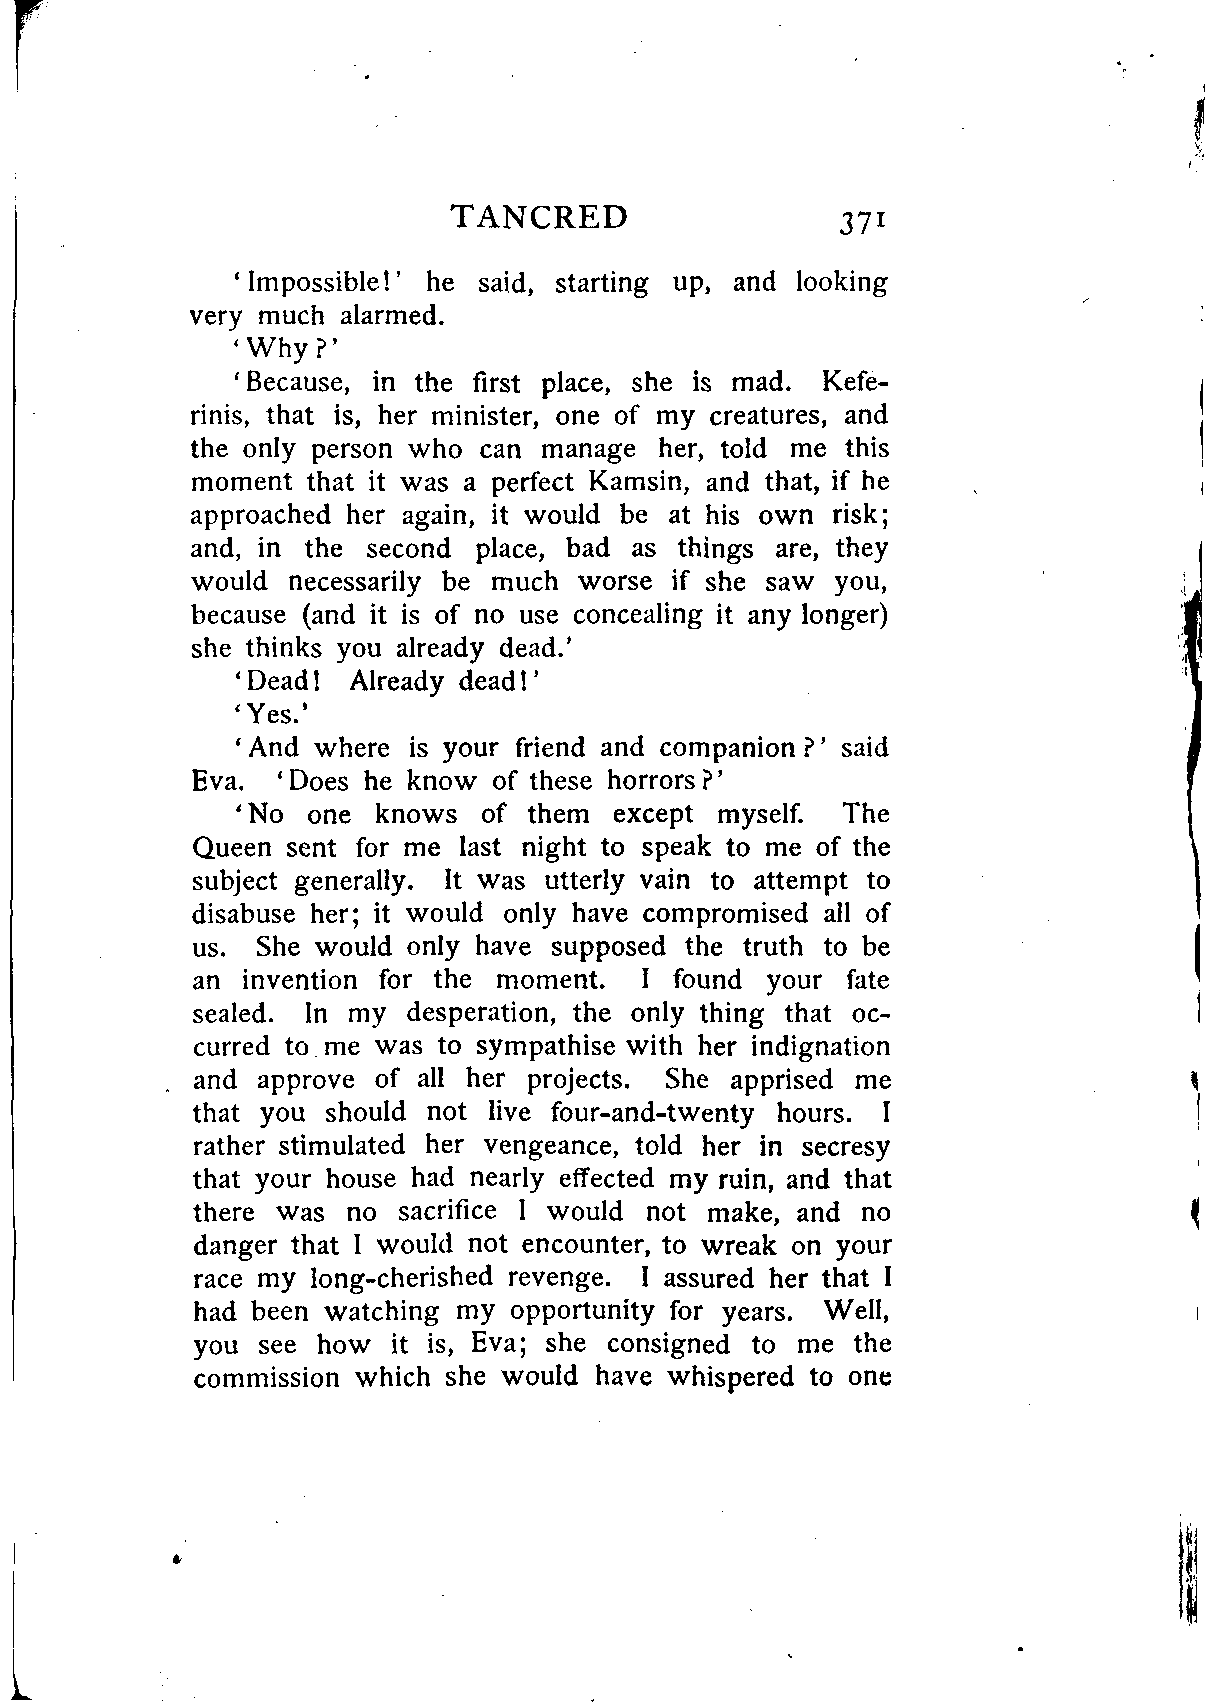 TANCRED 371
‘Impossible!’ he said, starting up, and looking
very much alarmed.
‘Why?’
‘Because, in the first place, she is mad. Kefe-
rinis, that is, her minister, one of my creatures, and
the only person who can manage her, told me this
moment that it was a perfect Kamsin, and that, if he
approached her again, it would be at his own risk;
and, in the second place, bad as things are, they
would necessarily be much worse if she saw you,
because (and it is of no use concealing it any longer)
she thinks you already dead.’
‘Dead! Already dead!’
‘Yes.’
‘And where is your friend and companion?’ said
Eva. ‘Does he know of these horrors?’
‘No one knows of them except myself. The
Queen sent for me last night to speak to me of the
subject generally. It was utterly vain to attempt to
disabuse her; it would only have compromised all of
us. She would only have supposed the truth to be
an invention for the moment. I found your fate
sealed. In my desperation, the only thing that oc-
curred to me was to sympathise with her indignation
and approve of all her projects. She apprised me
that you should not live four-and-twenty hours. I
rather stimulated her vengeance, told her in secresy
that your house had nearly effected my ruin, and that
there was no sacrifice I would not make, and no
danger that I would not encounter, to wreak on your
race my long-cherished revenge. I assured her that I
had been watching my opportunity for years. Well,
you see how it is, Eva; she consigned to me the
commission which she would have whispered to one